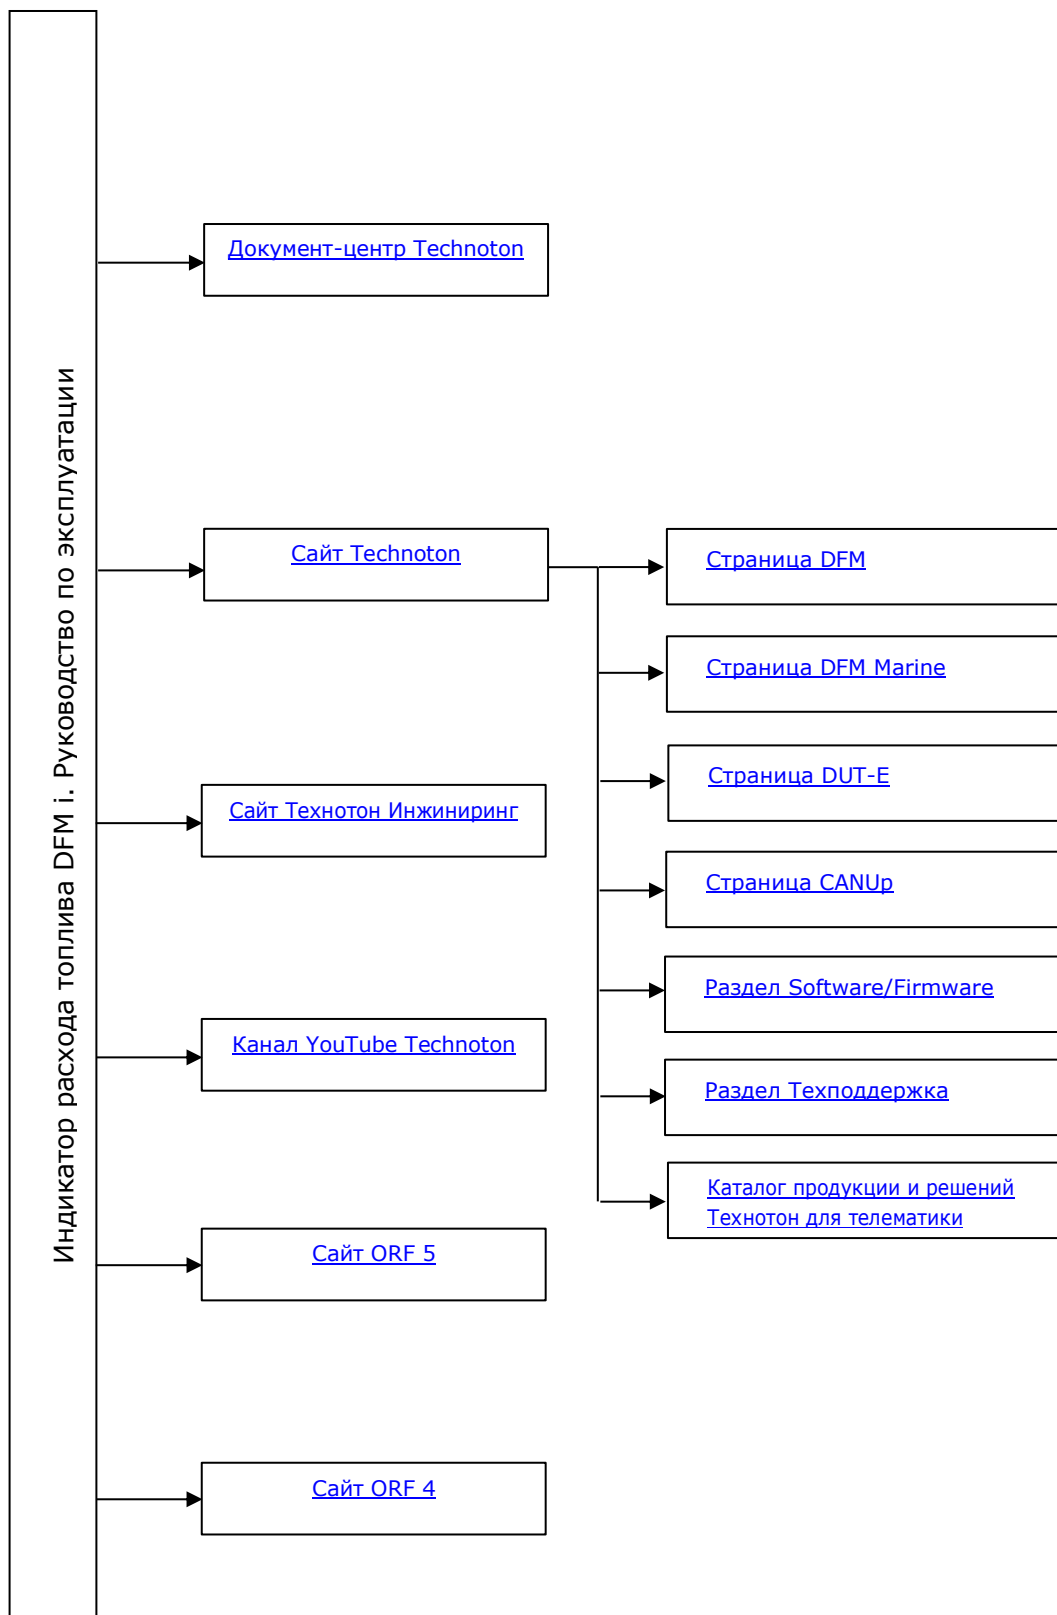 Индикатор расхода топлива DFM i. Руководство по эксплуатации
Документ-центр Technoton
Сайт Technoton
Страница DFM
Страница DFM Marine
Страница DUT-E
Страница CANUp
Раздел Software/Firmware
Раздел Техподдержка
Каталог продукции и решений
Технотон для телематики
Сайт Технотон Инжиниринг
Канал YouTube Technoton
Сайт ORF 5
Сайт ORF 4